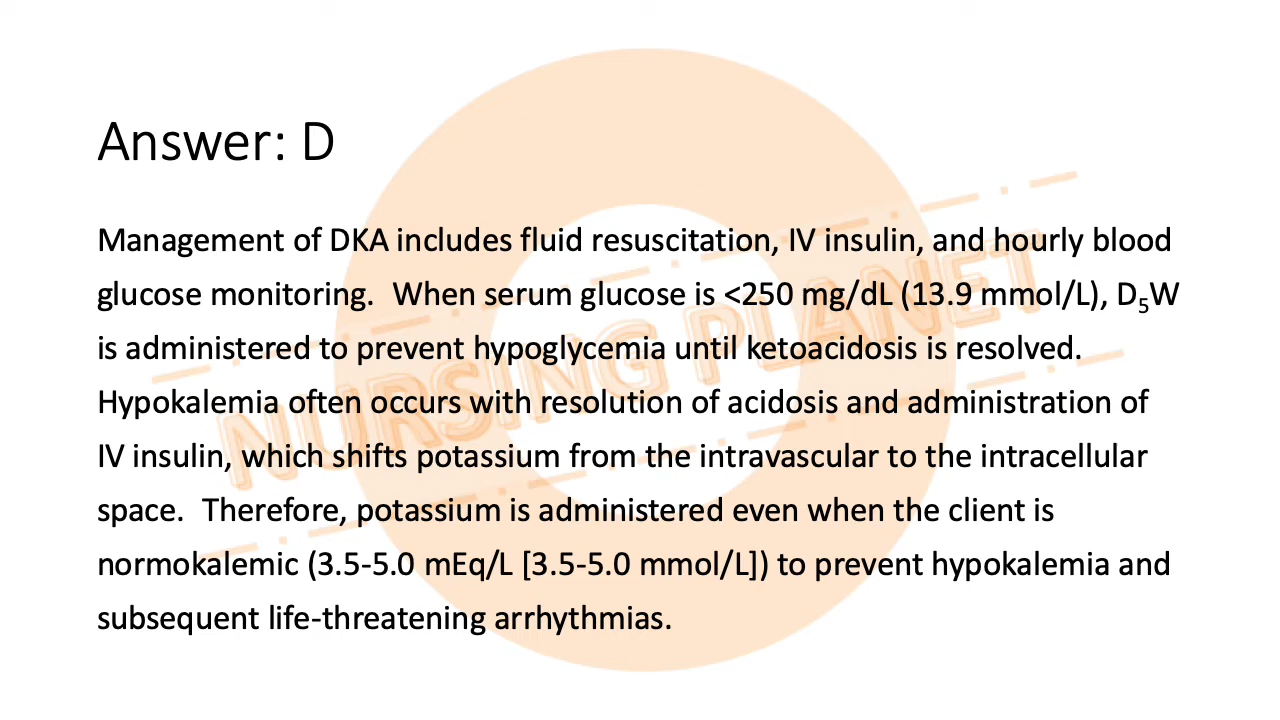 Answer: D
Management of DKA includes fluid resuscitation, IV insulin, and hourly blood
glucose monitoring.  When serum glucose is <250 mg/dL (13.9 mmol/L), D₅W
is administered to prevent hypoglycemia until ketoacidosis is resolved.
Hypokalemia often occurs with resolution of acidosis and administration of
IV insulin, which shifts potassium from the intravascular to the intracellular
space.  Therefore, potassium is administered even when the client is
normokalemic (3.5-5.0 mEq/L [3.5-5.0 mmol/L]) to prevent hypokalemia and
subsequent life-threatening arrhythmias.
NURSING PLANET